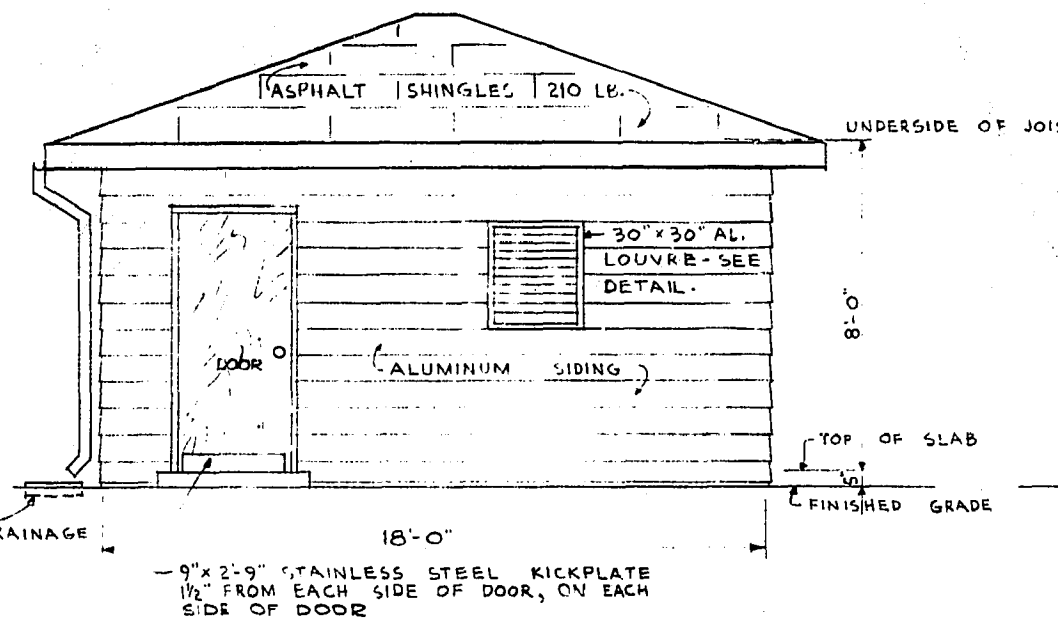 ASPHALT SHINGLES 210 LB.
UNDERSIDE OF JOIS
30" x 30" AL.
LOUVRE - SEE
DETAIL.
8'-0"
DOOR
ALUMINUM SIDING
TOP OF SLAB
5"
FINISHED GRADE
RAINAGE
18'-0"
9" x 2'-9" STAINLESS STEEL KICKPLATE
1½" FROM EACH SIDE OF DOOR, ON EACH
SIDE OF DOOR